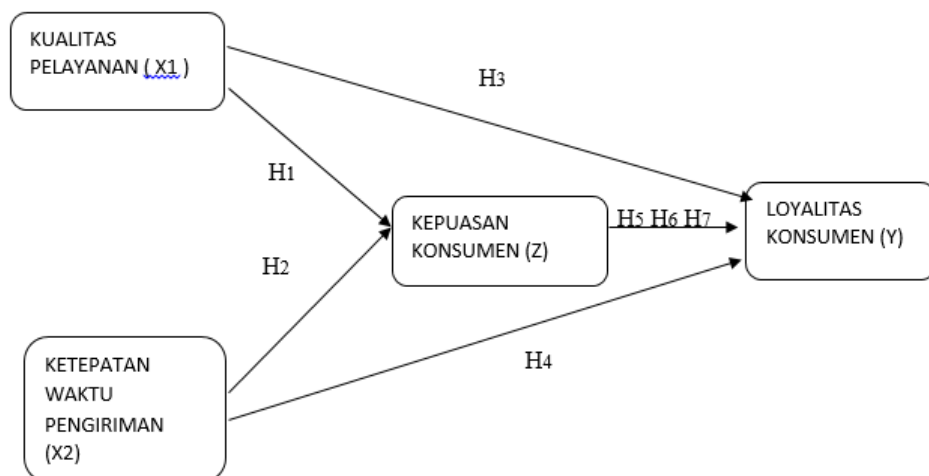 KUALITAS
PELAYANAN ( X1 )
H3
H1
KEPUASAN
KONSUMEN (Z)
H5 H6 H7
LOYALITAS
KONSUMEN (Y)
H2
KETEPATAN
WAKTU
PENGIRIMAN
(X2)
H4